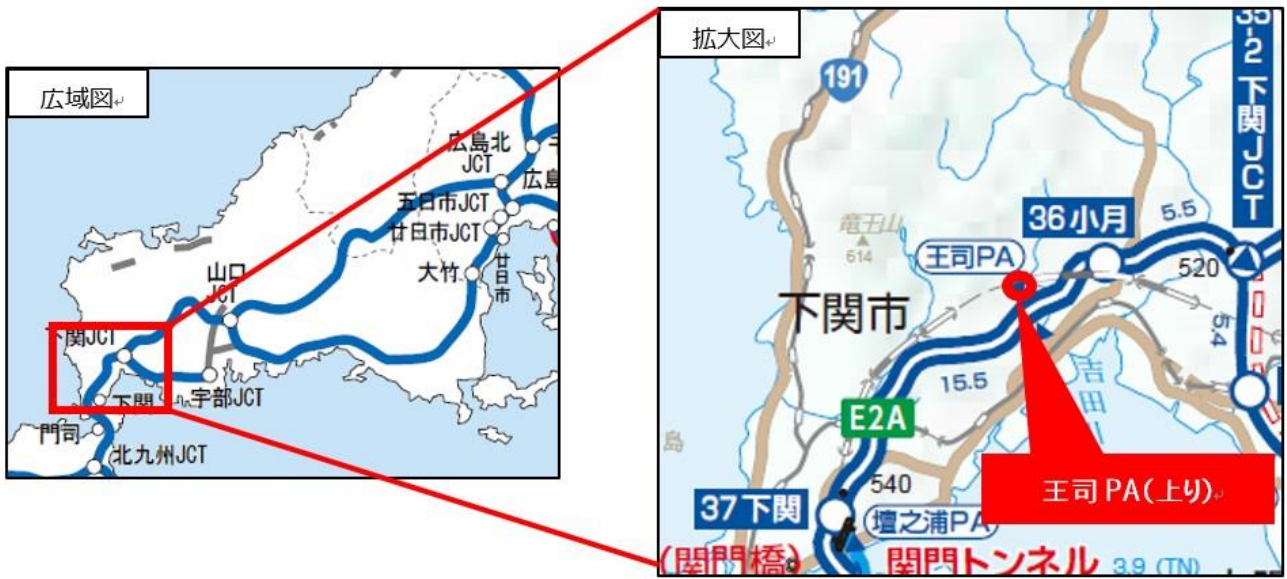 広域図
広島北
JCT
広島
五日市JCT
廿日市JCT
廿日市
大竹
山口
JCT
下関JCT
下関
宇部JCT
門司
北九州JCT
拡大図
191
35-2 下関JCT
36 小月
5.5
竜王山
614
王司PA
520
下関市
5.4
15.5
吉田
E2A
島
王司 PA(上り)
540
37 下関
壇之浦PA
(関門橋)
関門トンネル 3.9 (TN)